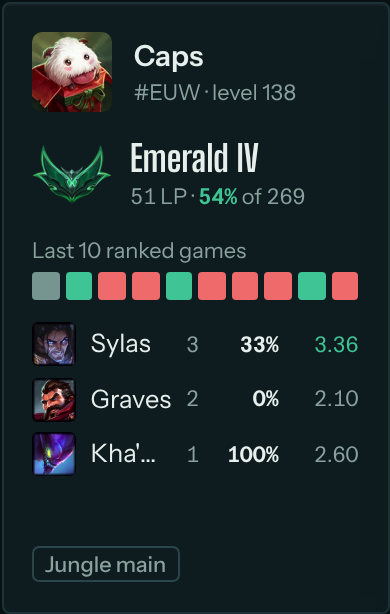 Caps
#EUW · level 138
Emerald IV
51 LP · 54% of 269
Last 10 ranked games
Sylas 3 33% 3.36
Graves 2 0% 2.10
Kha'... 1 100% 2.60
Jungle main